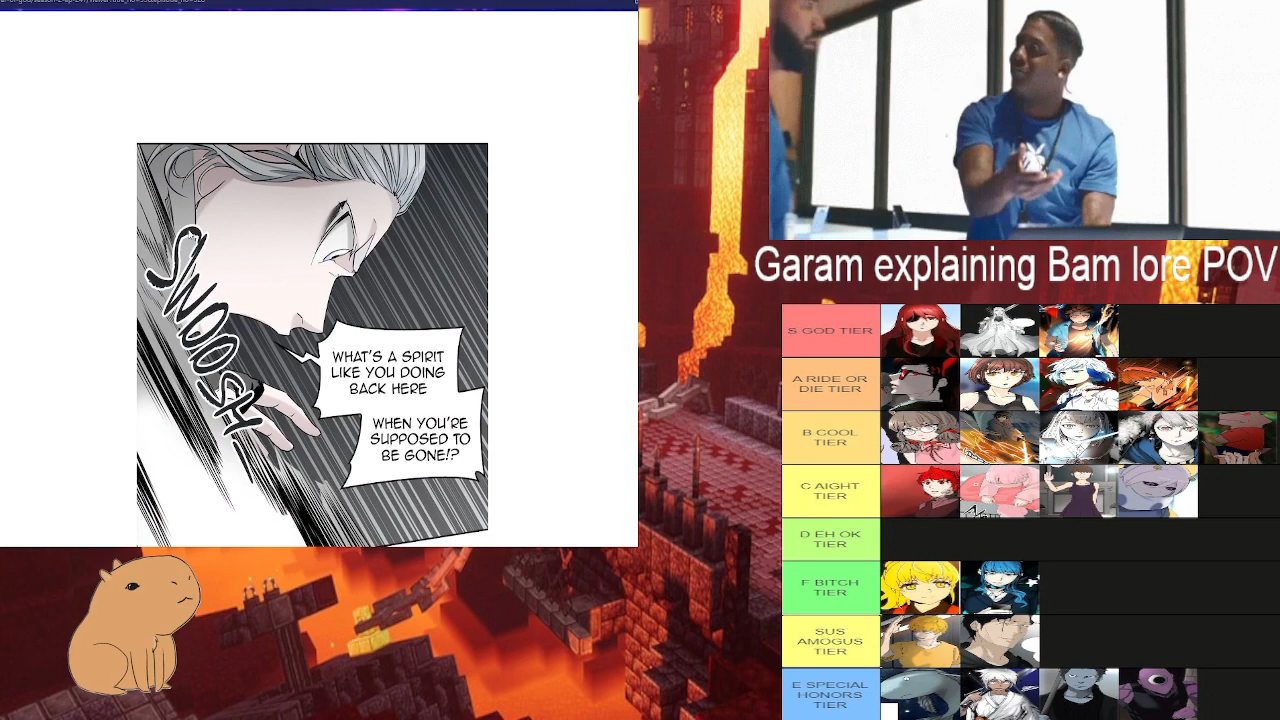 SWOOOSH
WHAT'S A SPIRIT
LIKE YOU DOING
BACK HERE
WHEN YOU'RE
SUPPOSED TO
BE GONE!?
Garam explaining Bam lore POV
S GOD TIER
A RIDE OR
DIE TIER
B COOL
TIER
C AIGHT
TIER
D EH OK
TIER
F BITCH
TIER
SUS
AMOGUS
TIER
E SPECIAL
HONORS
TIER